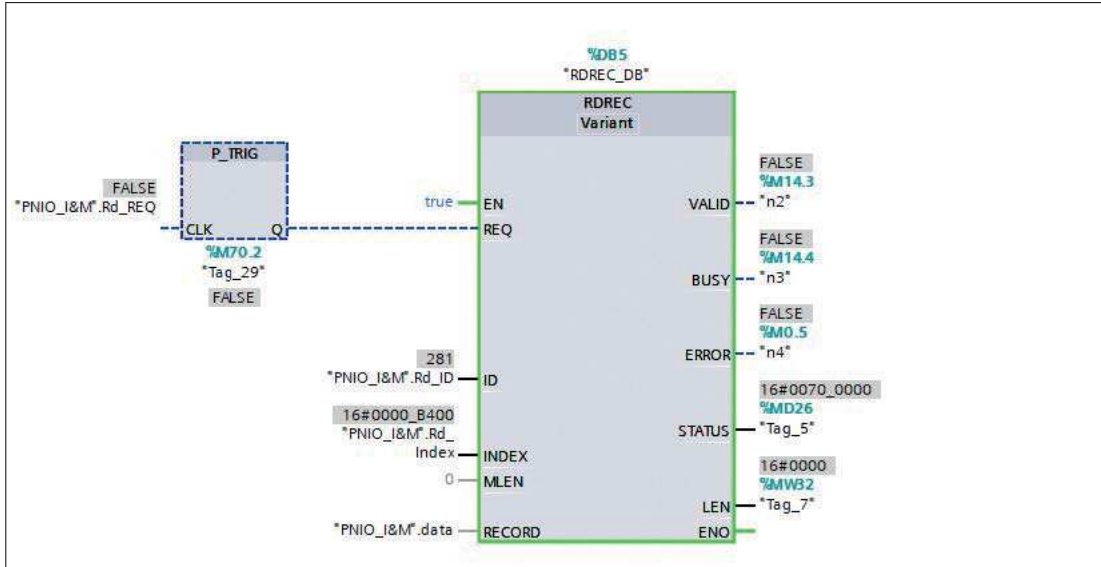 %DB5
"RDREC_DB"
RDREC
Variant
P_TRIG
FALSE
"PNIO_I&M".Rd_REQ
CLK Q
%M70.2
"Tag_29"
FALSE
true EN
REQ
281
"PNIO_I&M".Rd_ID ID
16#0000_B400
"PNIO_I&M".Rd_
Index INDEX
0 MLEN
"PNIO_I&M".data RECORD
FALSE
%M14.3
VALID "n2"
FALSE
%M14.4
BUSY "n3"
FALSE
%M0.5
ERROR "n4"
16#0070_0000
%MD26
STATUS "Tag_5"
16#0000
%MW32
LEN "Tag_7"
ENO